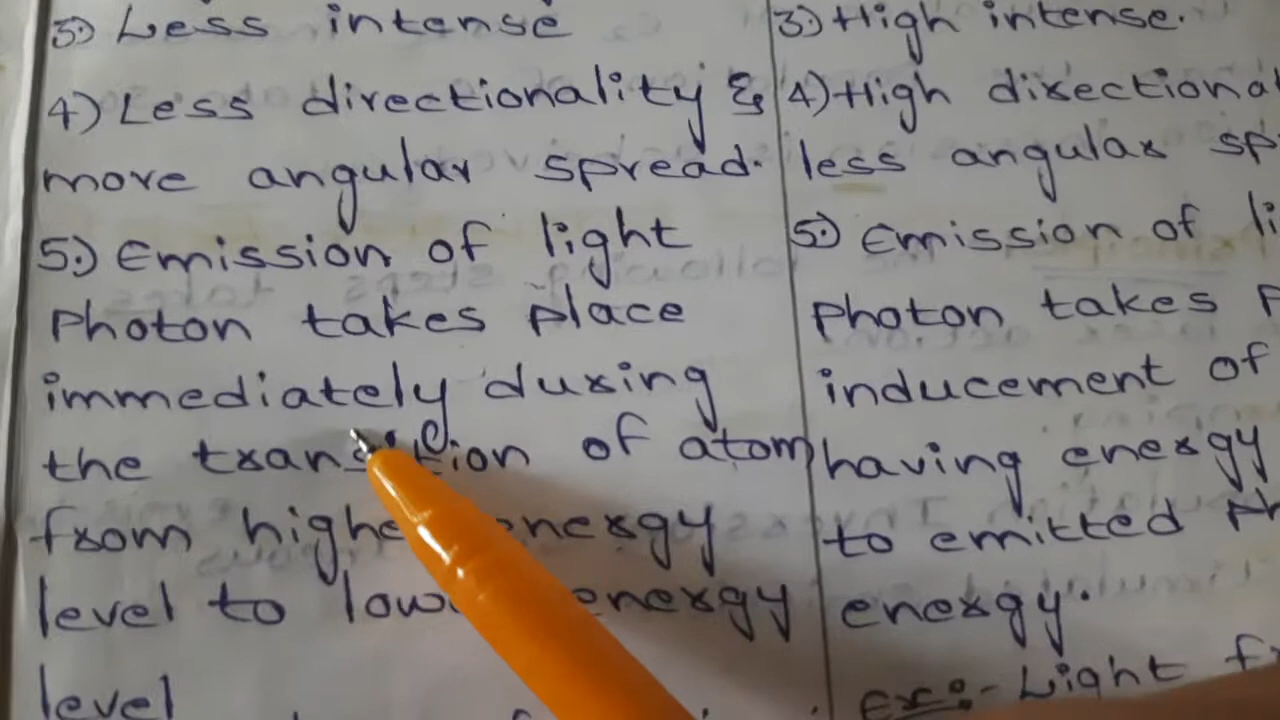 3.) Less intense
4.) Less directionality &
more angular spread.
5.) Emission of light
Photon takes place
immediately during
the of atom
from energy
level to energy
level
3.) High intense.
4.) High
less angular
5.) Emission of
Photon takes
inducement of
having energy
to emitted
energy.
Ex:- Light